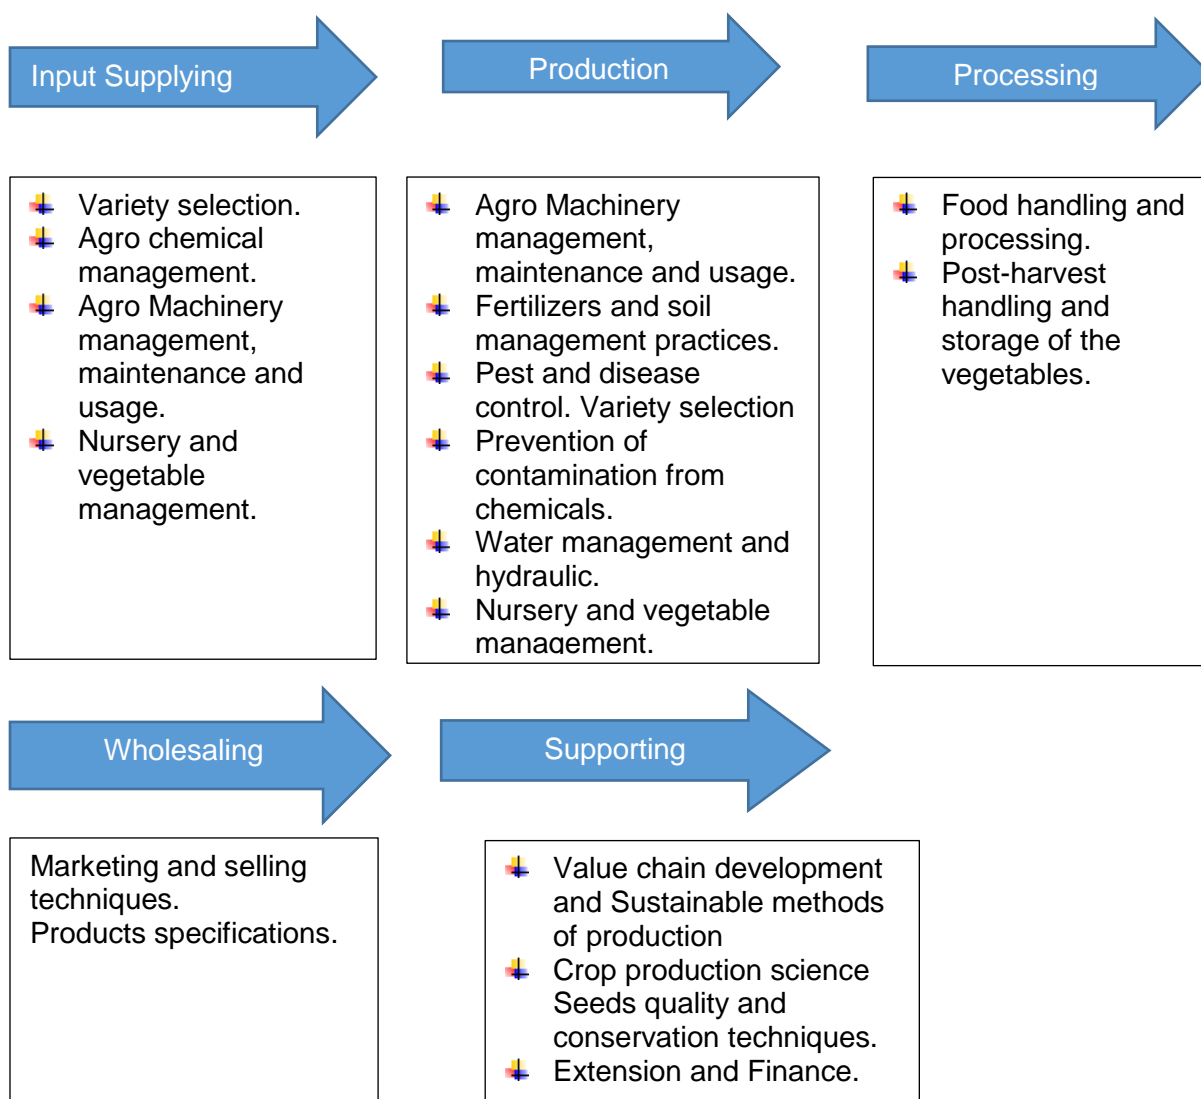 Input Supplying
Production
Processing
Variety selection.
Agro chemical
management.
Agro Machinery
management,
maintenance and
usage.
Nursery and
vegetable
management.
Agro Machinery
management,
maintenance and usage.
Fertilizers and soil
management practices.
Pest and disease
control. Variety selection
Prevention of
contamination from
chemicals.
Water management and
hydraulic.
Nursery and vegetable
management.
Food handling and
processing.
Post-harvest
handling and
storage of the
vegetables.
Wholesaling
Supporting
Marketing and selling
techniques.
Products specifications.
Value chain development
and Sustainable methods
of production
Crop production science
Seeds quality and
conservation techniques.
Extension and Finance.